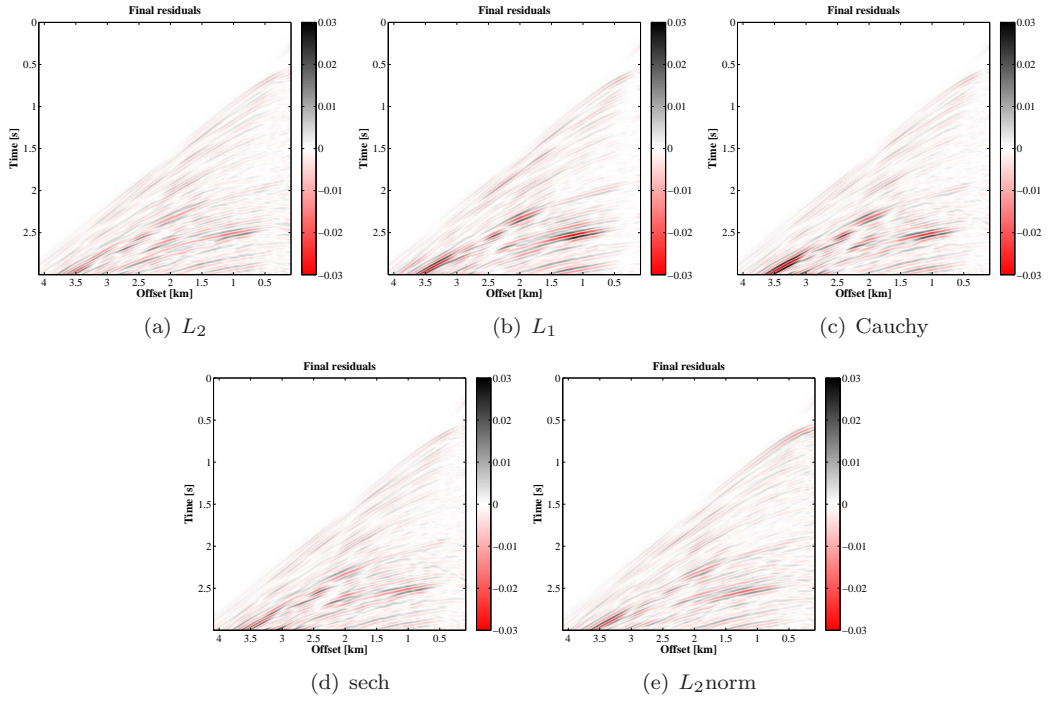 Final residuals
Final residuals
Final residuals
0
0.5
1
1.5
2
2.5
Time [s]
4 3.5 3 2.5 2 1.5 1 0.5
Offset [km]
0.03
0.02
0.01
0
−0.01
−0.02
−0.03
0
0.5
1
1.5
2
2.5
Time [s]
4 3.5 3 2.5 2 1.5 1 0.5
Offset [km]
0.03
0.02
0.01
0
−0.01
−0.02
−0.03
0
0.5
1
1.5
2
2.5
Time [s]
4 3.5 3 2.5 2 1.5 1 0.5
Offset [km]
0.03
0.02
0.01
0
−0.01
−0.02
−0.03
(a) L₂
(b) L₁
(c) Cauchy
Final residuals
Final residuals
0
0.5
1
1.5
2
2.5
Time [s]
4 3.5 3 2.5 2 1.5 1 0.5
Offset [km]
0.03
0.02
0.01
0
−0.01
−0.02
−0.03
0
0.5
1
1.5
2
2.5
Time [s]
4 3.5 3 2.5 2 1.5 1 0.5
Offset [km]
0.03
0.02
0.01
0
−0.01
−0.02
−0.03
(d) sech
(e) L₂norm